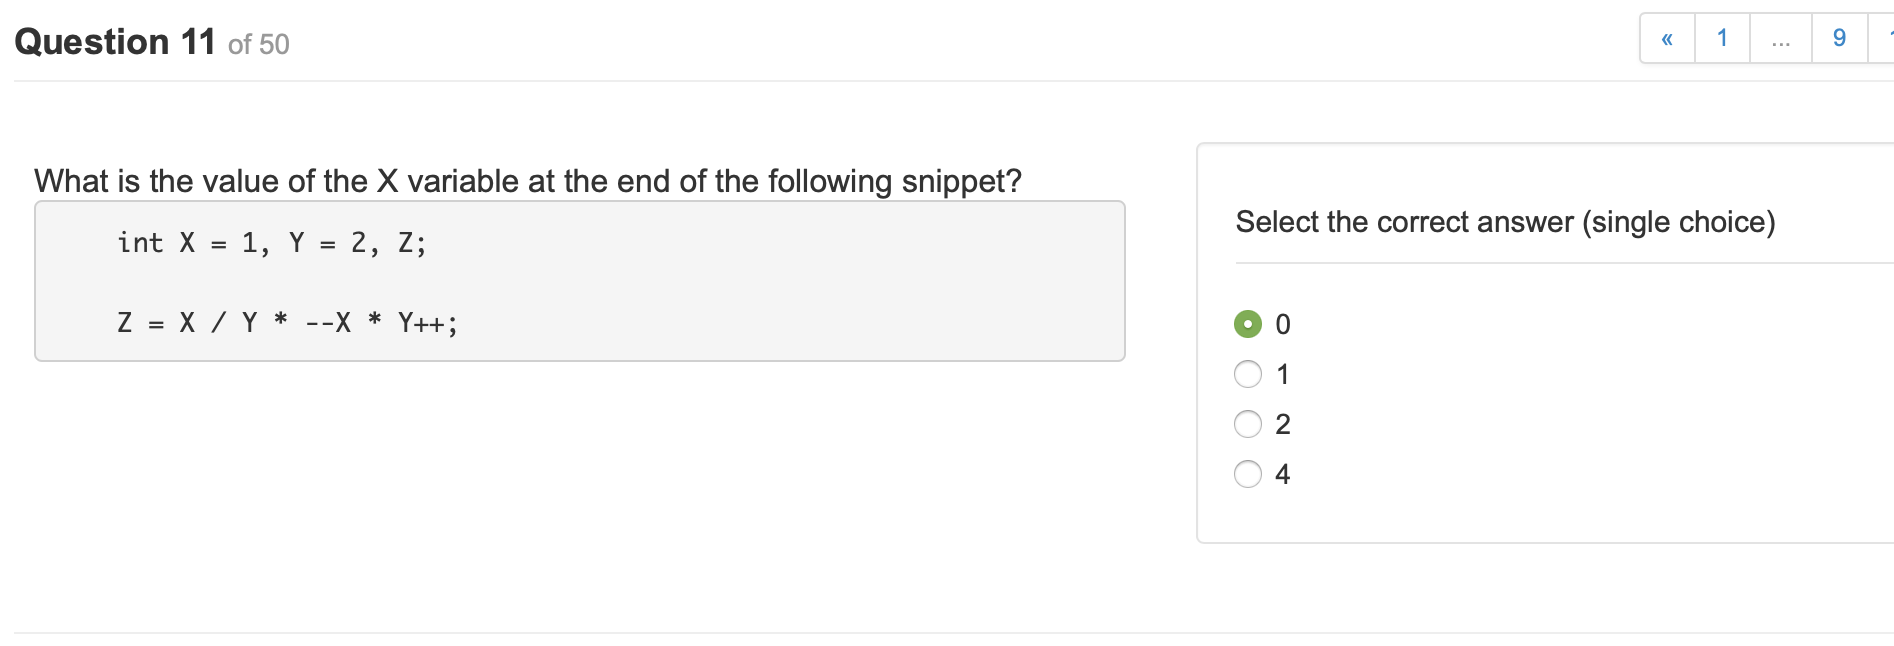 Question 11 of 50
« 1 ... 9
What is the value of the X variable at the end of the following snippet?
int X = 1, Y = 2, Z;
Z = X / Y * --X * Y++;
Select the correct answer (single choice)
0
1
2
4